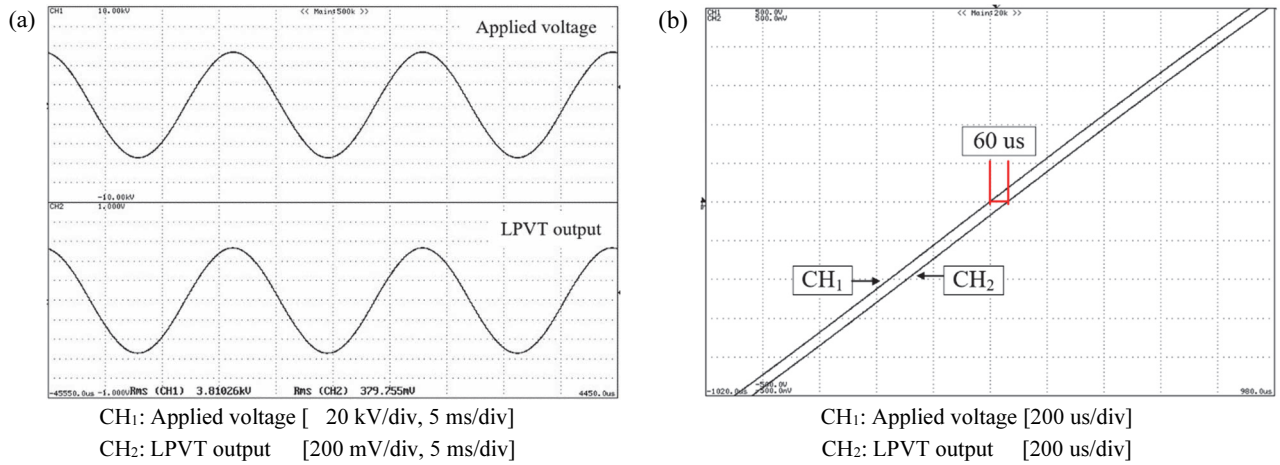 (a)
CH1 10.00kV << Main:500k >>
Applied voltage
-10.00kV
CH2 1.000V
LPVT output
-45550.0us -1.000V Rms (CH1) 3.81026kV Rms (CH2) 379.755mV 4450.0us
CH₁: Applied voltage [ 20 kV/div, 5 ms/div]
CH₂: LPVT output [200 mV/div, 5 ms/div]
(b)
CH1 500.0V << Main:20k >>
CH2 500.0mV
60 us
CH₁ CH₂
-500.0V
-1020.0us -500.0mV 980.0us
CH₁: Applied voltage [200 us/div]
CH₂: LPVT output [200 us/div]